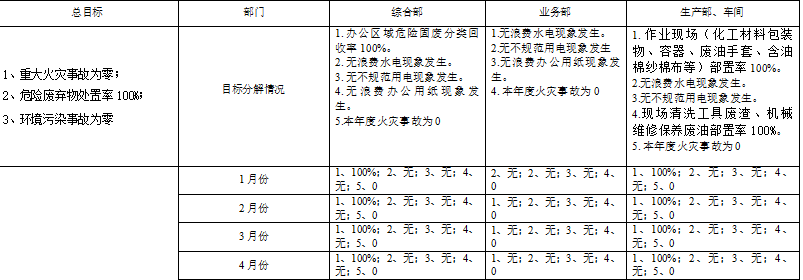 总目标 部门 综合部 业务部 生产部、车间
1、重大火灾事故为零；
2、危险废弃物处置率100%；
3、环境污染事故为零
目标分解情况
1.办公区域危险固废分类回
收率100%。
2.无浪费水电现象发生。
3.无不规范用电现象发生。
4.无浪费办公用纸现象发
生。
5.本年度火灾事故为0
1.无浪费水电现象发生。
2.无不规范用电现象发生
3.无浪费办公用纸现象发
生。
4.本年度火灾事故为0
1.作业现场（化工材料包装
物、容器、废油手套、含油
棉纱棉布等）部置率100%。
2.无浪费水电现象发生。
3.无不规范用电现象发生。
4.现场清洗工具废渣、机械
维修保养废油部置率100%。
5.本年度火灾事故为0
1月份
1、100%；2、无；3、无；4、
无；5、0
2、无；2、无；3、无；4、
0
1、100%；2、无；3、无；4、
无；5、0
2月份
1、100%；2、无；3、无；4、
无；5、0
1、无；2、无；3、无；4、
0
1、100%；2、无；3、无；4、
无；5、0
3月份
1、100%；2、无；3、无；4、
无；5、0
1、无；2、无；3、无；4、
0
1、100%；2、无；3、无；4、
无；5、0
4月份
1、100%；2、无；3、无；4、
无；5、0
1、无；2、无；3、无；4、
0
1、100%；2、无；3、无；4、
无；5、0